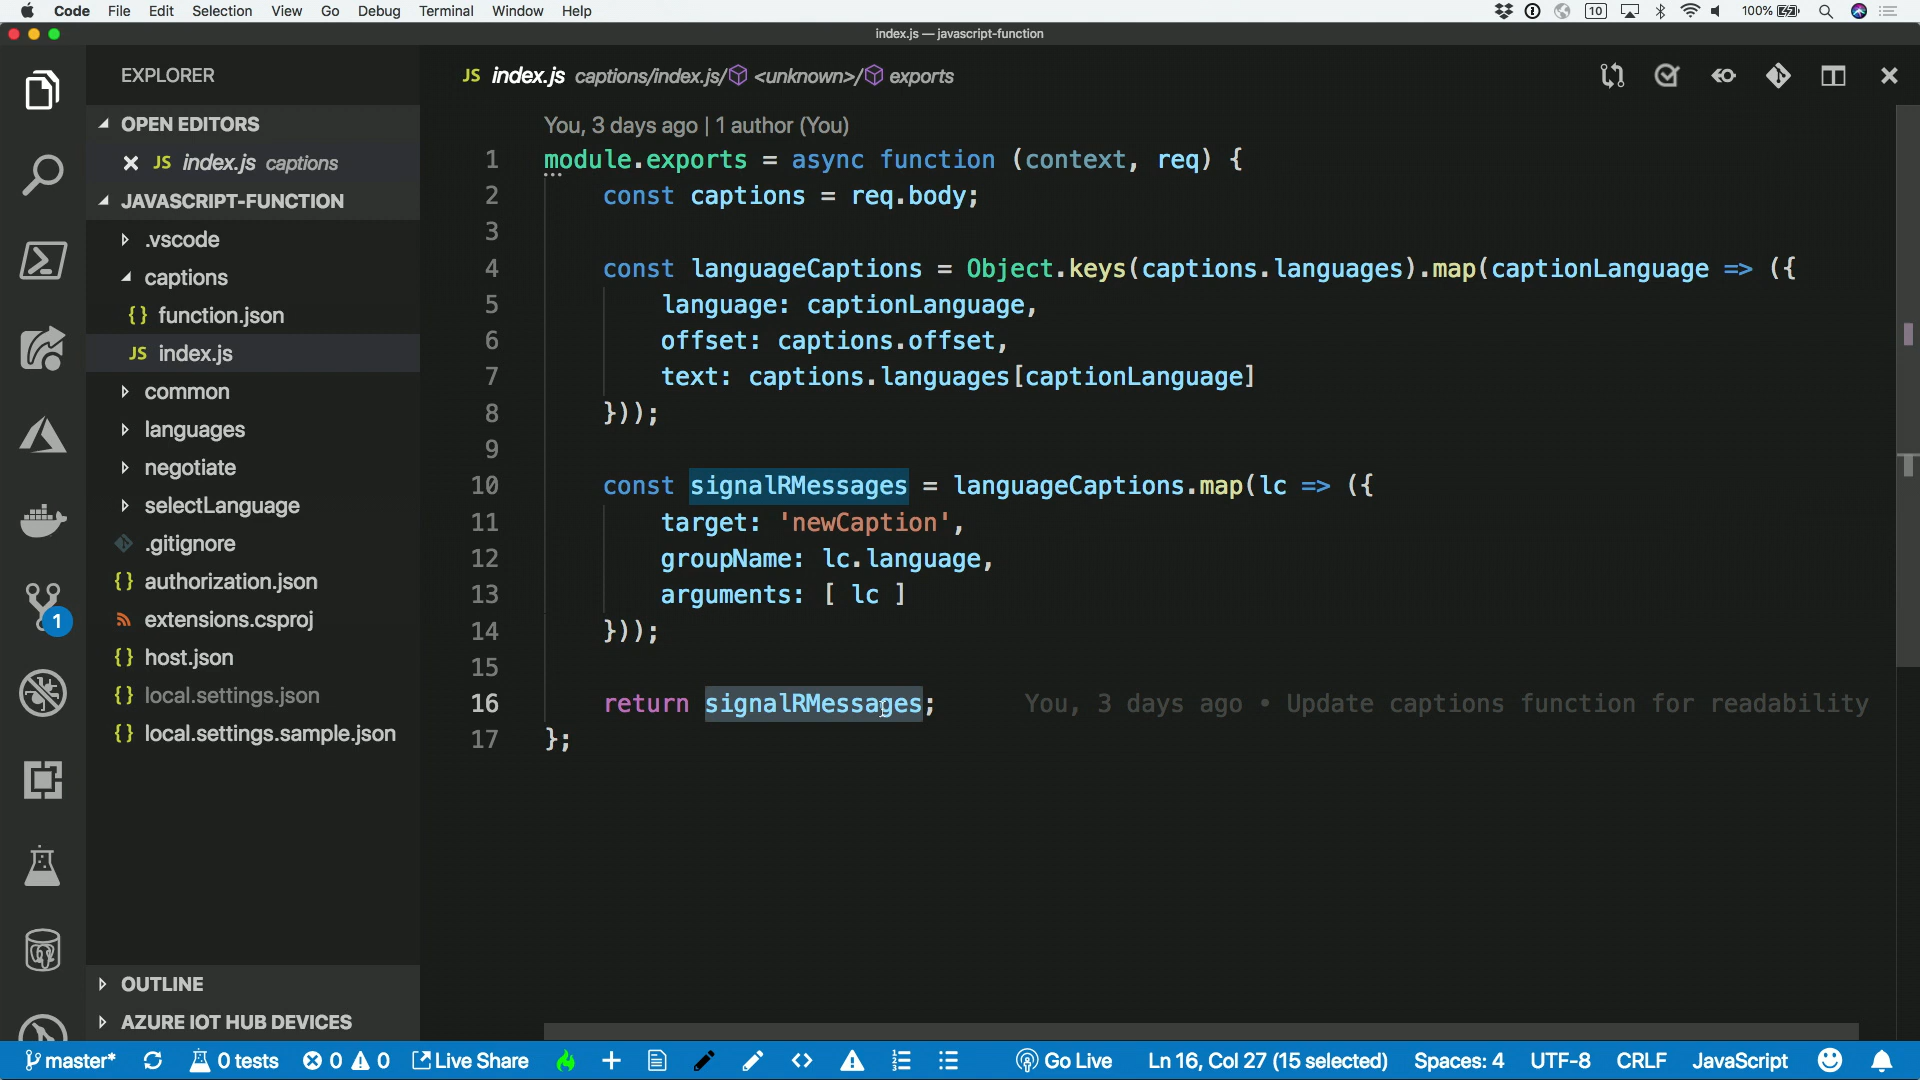 Code File Edit Selection View Go Debug Terminal Window Help 10 100%
index.js — javascript-function
EXPLORER
JS index.js captions/index.js/ <unknown>/ exports
OPEN EDITORS
JS index.js captions
JAVASCRIPT-FUNCTION
.vscode
captions
{} function.json
JS index.js
common
languages
negotiate
selectLanguage
.gitignore
{} authorization.json
extensions.csproj
{} host.json
{} local.settings.json
{} local.settings.sample.json
OUTLINE
AZURE IOT HUB DEVICES
1
You, 3 days ago | 1 author (You)
1 module.exports = async function (context, req) {
2 const captions = req.body;
3
4 const languageCaptions = Object.keys(captions.languages).map(captionLanguage => ({
5 language: captionLanguage,
6 offset: captions.offset,
7 text: captions.languages[captionLanguage]
8 }));
9
10 const signalRMessages = languageCaptions.map(lc => ({
11 target: 'newCaption',
12 groupName: lc.language,
13 arguments: [ lc ]
14 }));
15
16 return signalRMessages; You, 3 days ago • Update captions function for readability
17 };
master* 0 tests 0 0 Live Share Go Live Ln 16, Col 27 (15 selected) Spaces: 4 UTF-8 CRLF JavaScript